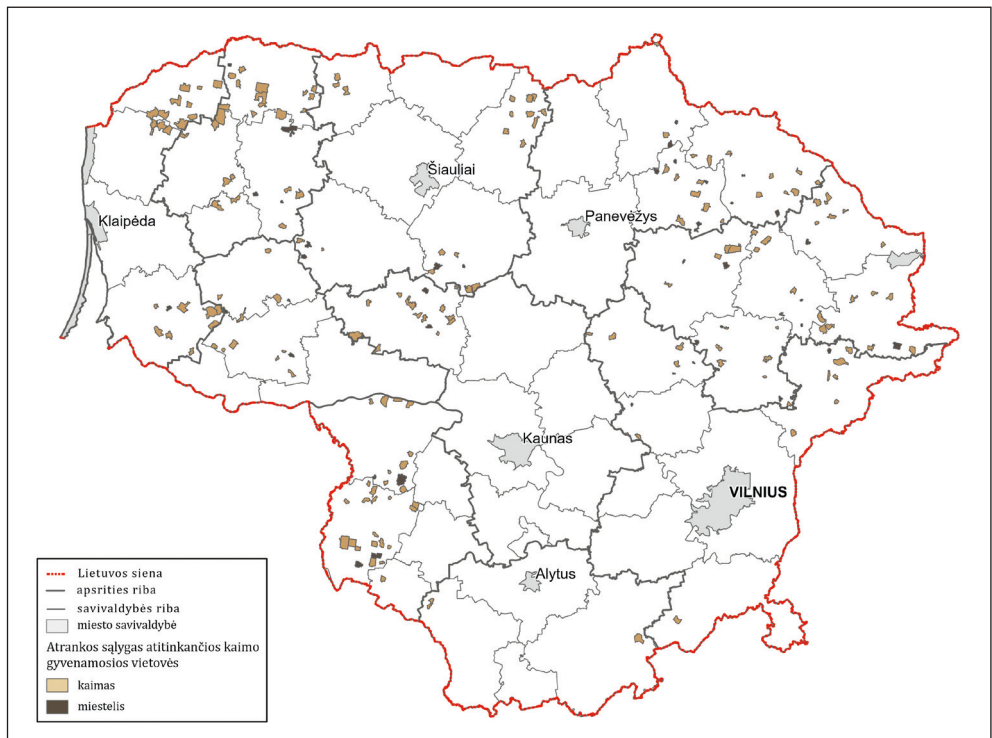 Šiauliai
Klaipėda
Panevėžys
Kaunas
VILNIUS
Alytus
Lietuvos siena
apsrities riba
savivaldybės riba
miesto savivaldybė
Atrankos sąlygas atitinkančios kaimo
gyvenamosios vietovės
kaimas
miestelis